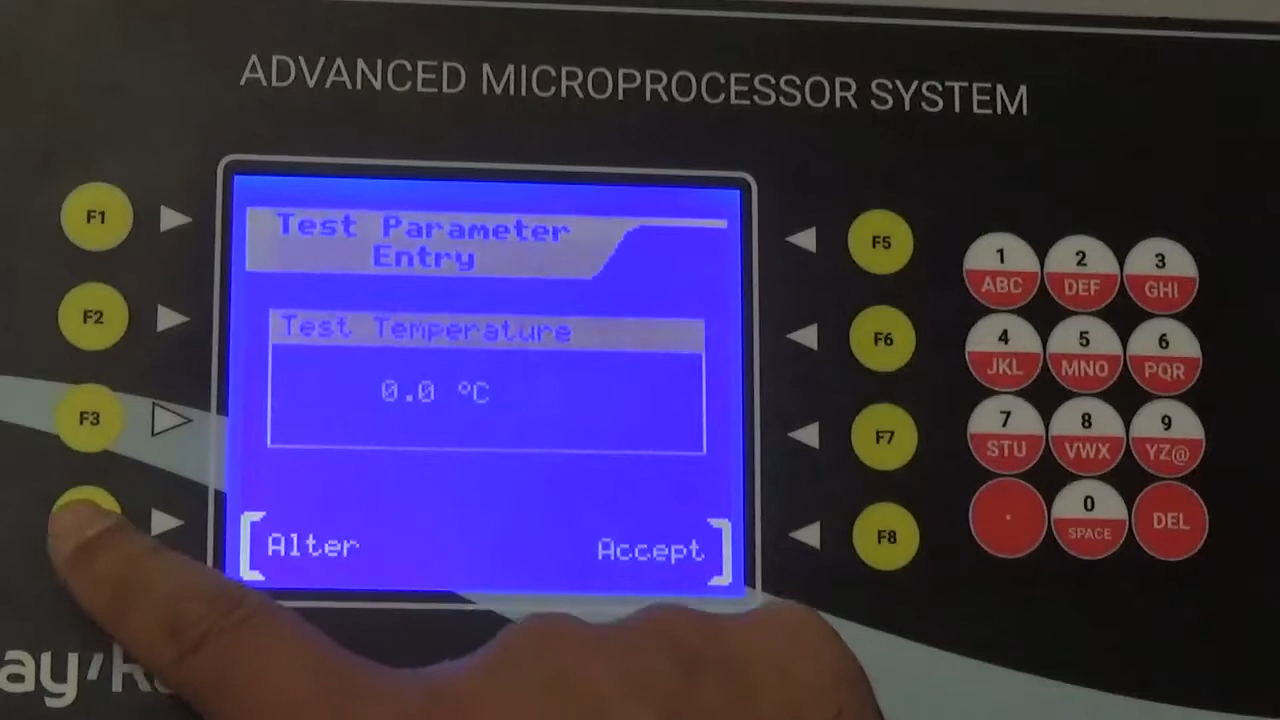 ADVANCED MICROPROCESSOR SYSTEM
F1
F2
F3
Test Parameter
Entry
Test Temperature
0.0 ºC
Alter
Accept
F5
F6
F7
F8
1
ABC
2
DEF
3
GHI
4
JKL
5
MNO
6
PQR
7
STU
8
VWX
9
YZ@
.
0
SPACE
DEL